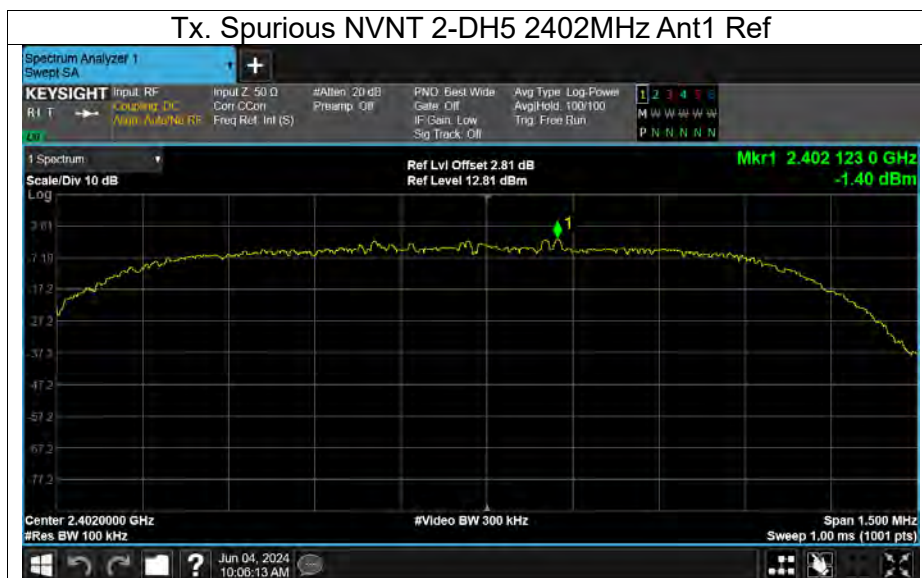 Tx. Spurious NVNT 2-DH5 2402MHz Ant1 Ref
Spectrum Analyzer 1
Swept SA
+
KEYSIGHT Input: RF Input Z: 50 Ω #Atten: 20 dB PNO: Best Wide Avg Type: Log-Power 1 2 3 4 5 6
RLT Coupling: DC Corr CCorr Preamp: Off Gate: Off Avg|Hold: 100/100 M W W W W W
Align: Auto/No RF Freq Ref: Int (S) IF Gain: Low Trig: Free Run
Sig Track: Off P N N N N N
1 Spectrum
Scale/Div 10 dB
Ref Lvl Offset 2.81 dB
Ref Level 12.81 dBm
Mkr1 2.402 123 0 GHz
-1.40 dBm
Log
1
2.81
-7.19
-17.2
-27.2
-37.2
-47.2
-57.2
-67.2
-77.2
Center 2.4020000 GHz #Video BW 300 kHz Span 1.500 MHz
#Res BW 100 kHz Sweep 1.00 ms (1001 pts)
?
Jun 04, 2024
10:06:13 AM